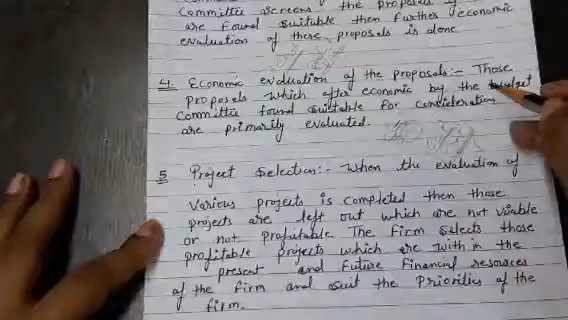 Committee screens the proposals
are found suitable then further economic
evaluation of these proposals is done
4. Economic evaluation of the proposals:- Those
proposals which after economic by the budget
committee found suitable for consideration
are primarily evaluated.
5 Project selection:- When the evaluation of
various projects is completed then those
projects are left out which are not viable
or not profitable. The firm selects those
profitable projects which are within the
present and future financial resources
of the firm and suit the priorities of the
firm.